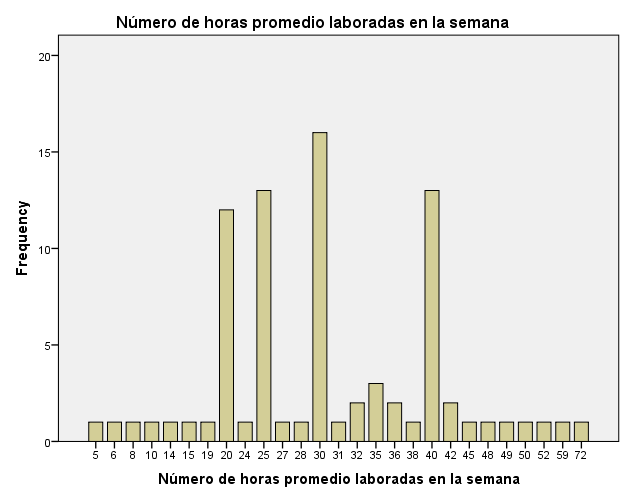 Número de horas promedio laboradas en la semana
20
15
10
5
0
Frequency
5 6 8 10 14 15 19 20 24 25 27 28 30 31 32 35 36 38 40 42 45 48 49 50 52 59 72
Número de horas promedio laboradas en la semana